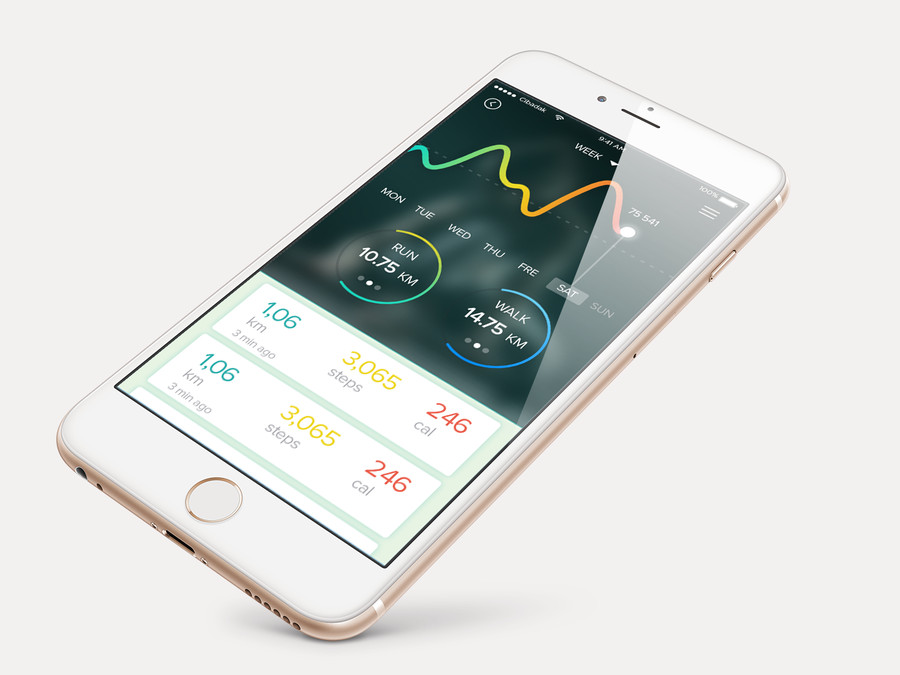 Cibadak
9:41 AM
100%
WEEK
75 541
MON TUE WED THU FRE SAT SUN
RUN
10.75 KM
WALK
14.75 KM
1,06
km
3 min ago
3,065
steps
246
cal
1,06
km
3 min ago
3,065
steps
246
cal